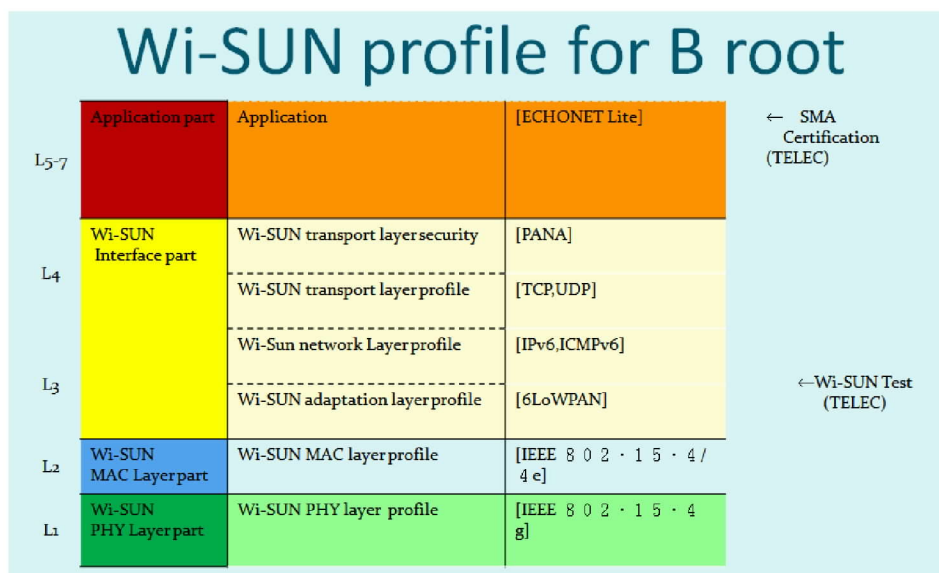 Wi-SUN profile for B root
Application part Application [ECHONET Lite] ← SMA
Certification
(TELEC)
L5-7
Wi-SUN Wi-SUN transport layer security [PANA]
Interface part
L4
Wi-SUN transport layer profile [TCP,UDP]
Wi-Sun network Layer profile [IPv6,ICMPv6]
L3 ←Wi-SUN Test
Wi-SUN adaptation layer profile [6LoWPAN] (TELEC)
Wi-SUN Wi-SUN MAC layer profile [IEEE 802・15・4/
L2 MAC Layer part 4e]
Wi-SUN Wi-SUN PHY layer profile [IEEE 802・15・4
L1 PHY Layer part g]